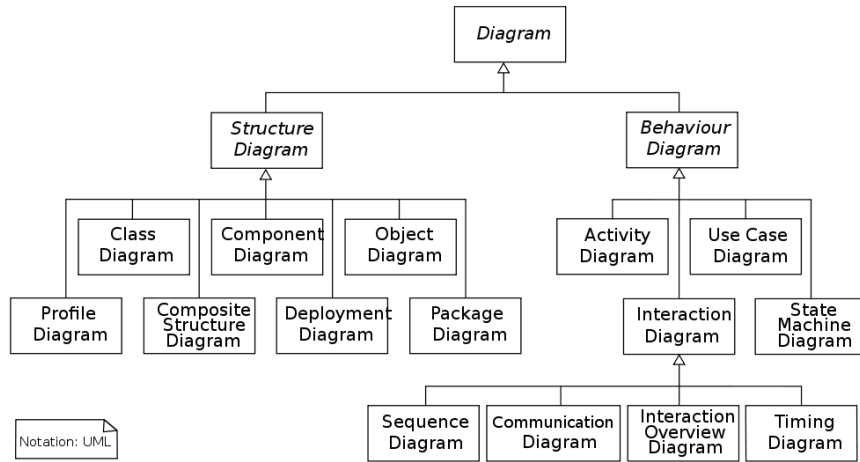 Diagram
Structure
Diagram
Behaviour
Diagram
Class
Diagram
Component
Diagram
Object
Diagram
Activity
Diagram
Use Case
Diagram
Profile
Diagram
Composite
Structure
Diagram
Deployment
Diagram
Package
Diagram
Interaction
Diagram
State
Machine
Diagram
Sequence
Diagram
Communication
Diagram
Interaction
Overview
Diagram
Timing
Diagram
Notation: UML